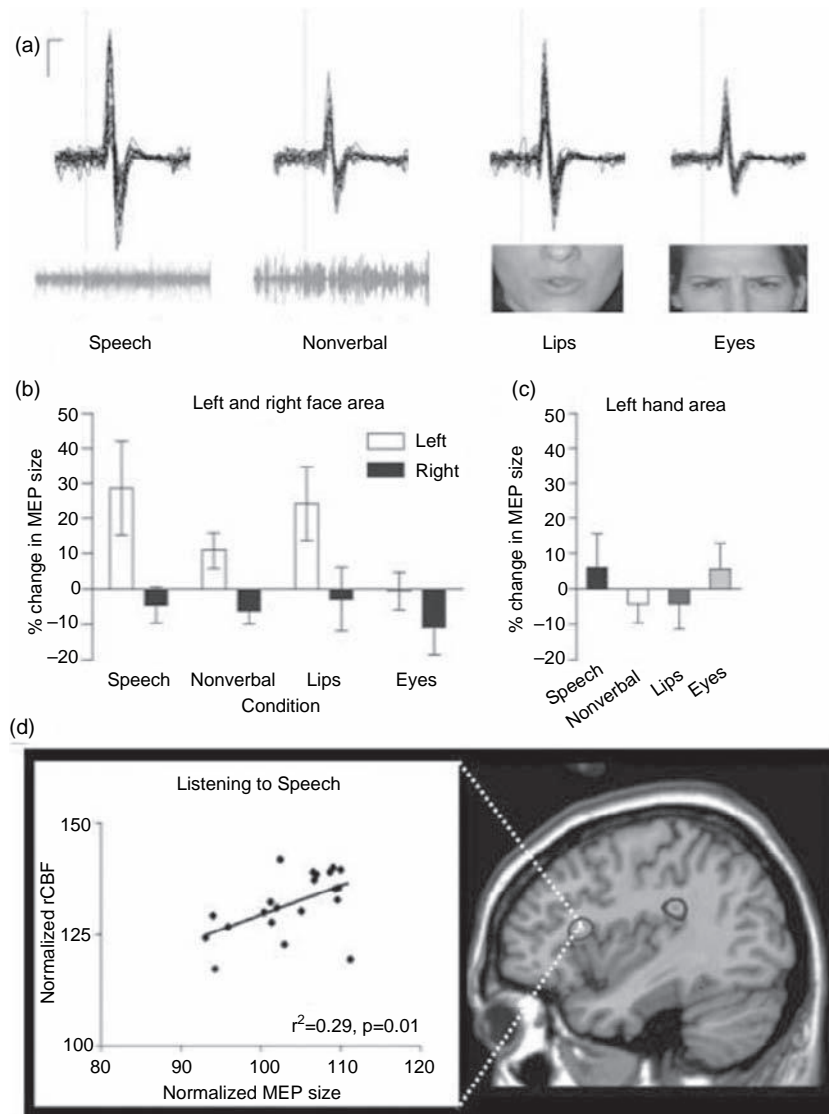 (a)
Speech Nonverbal Lips Eyes
(b)
Left and right face area
% change in MEP size
50
40
30
20
10
0
–10
–20
Left
Right
Speech Nonverbal Lips Eyes
Condition
(c)
Left hand area
% change in MEP size
50
40
30
20
10
0
–10
–20
Speech
Nonverbal
Lips
Eyes
(d)
Listening to Speech
Normalized rCBF
150
125
100
80 90 100 110 120
r²=0.29, p=0.01
Normalized MEP size